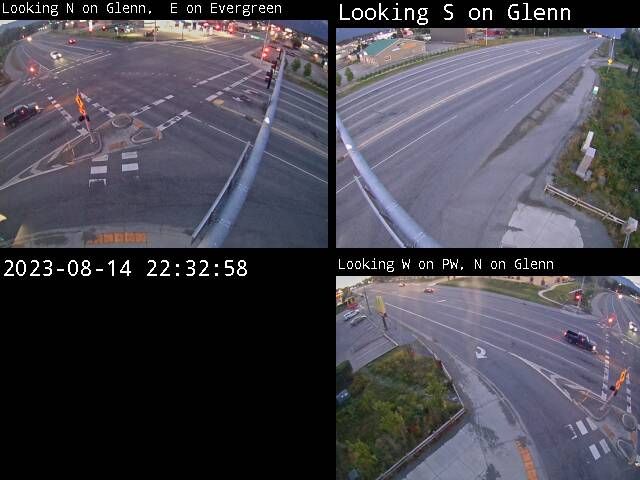 Looking N on Glenn,  E on Evergreen
Looking S on Glenn
2023-08-14 22:32:58
Looking W on PW, N on Glenn